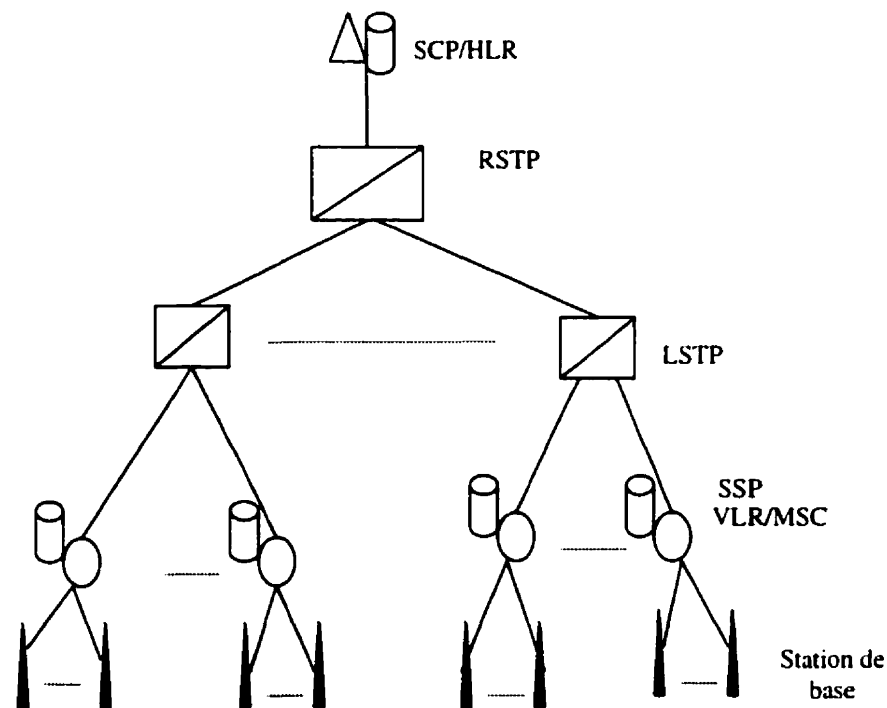 SCP/HLR
RSTP
LSTP
SSP
VLR/MSC
Station de
base